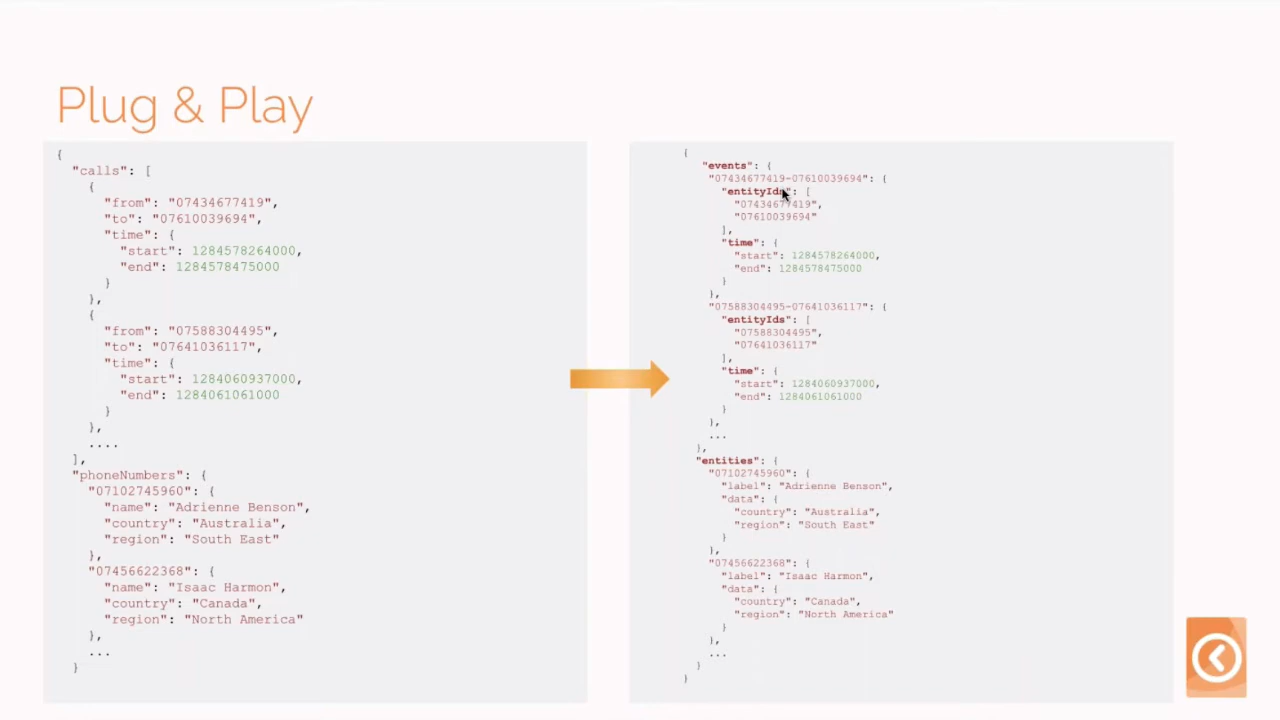 Plug & Play
{
"calls": [
{
"from": "07434677419",
"to": "07610039694",
"time": {
"start": 1284578264000,
"end": 1284578475000
}
},
{
"from": "07588304495",
"to": "07641036117",
"time": {
"start": 1284060937000,
"end": 1284061061000
}
},
....
],
"phoneNumbers": {
"07102745960": {
"name": "Adrienne Benson",
"country": "Australia",
"region": "South East"
},
"07456622368": {
"name": "Isaac Harmon",
"country": "Canada",
"region": "North America"
},
...
}
{
"events": {
"07434677419-07610039694": {
"entityIds": [
"07434677419",
"07610039694"
],
"time": {
"start": 1284578264000,
"end": 1284578475000
}
},
"07588304495-07641036117": {
"entityIds": [
"07588304495",
"07641036117"
],
"time": {
"start": 1284060937000,
"end": 1284061061000
}
},
...
},
"entities": {
"07102745960": {
"label": "Adrienne Benson",
"data": {
"country": "Australia",
"region": "South East"
}
},
"07456622368": {
"label": "Isaac Harmon",
"data": {
"country": "Canada",
"region": "North America"
}
},
...
}
}